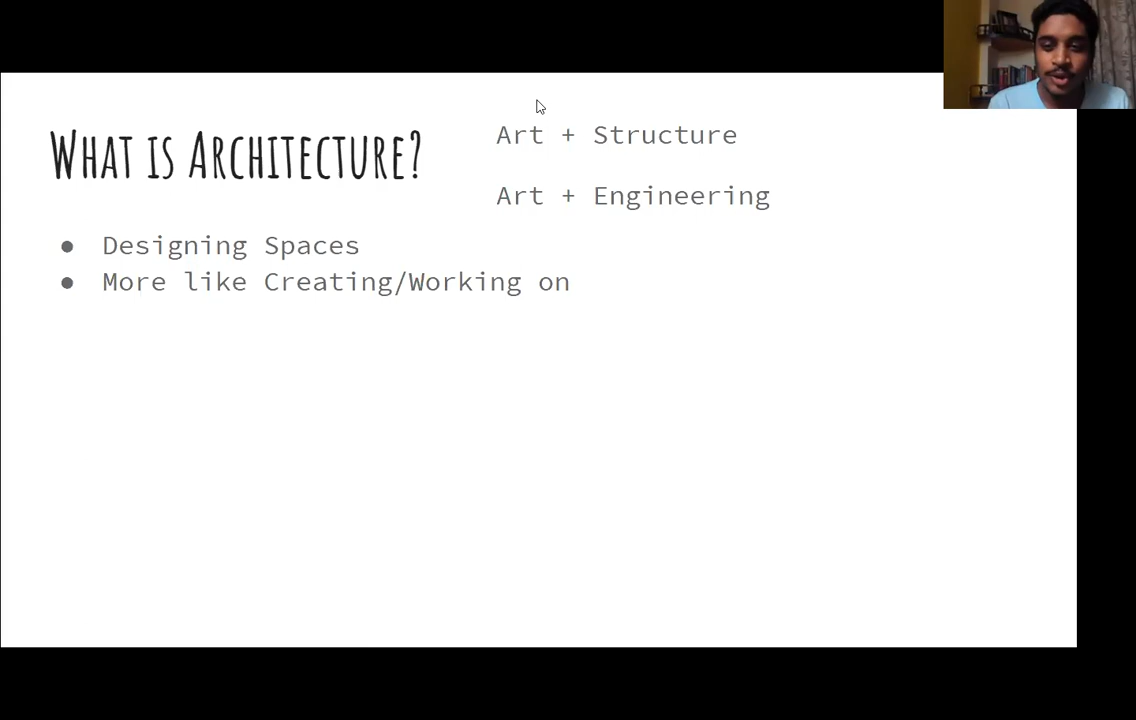 WHAT IS ARCHITECTURE?
Art + Structure
Art + Engineering
● Designing Spaces
● More like Creating/Working on